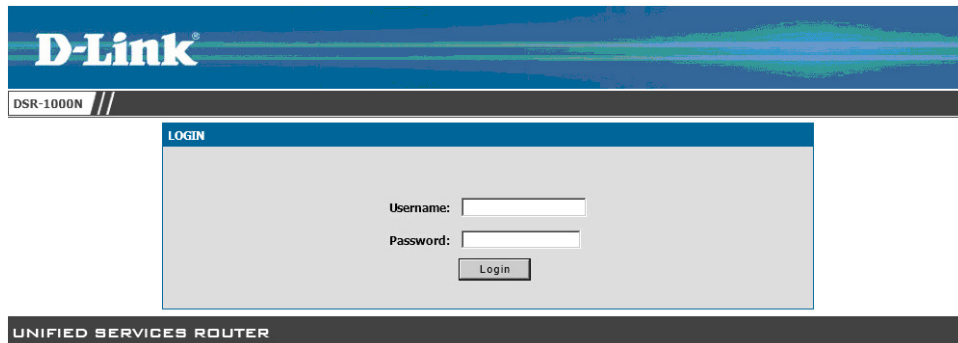 D-Link®
DSR-1000N
LOGIN
Username:
Password:
Login
UNIFIED SERVICES ROUTER